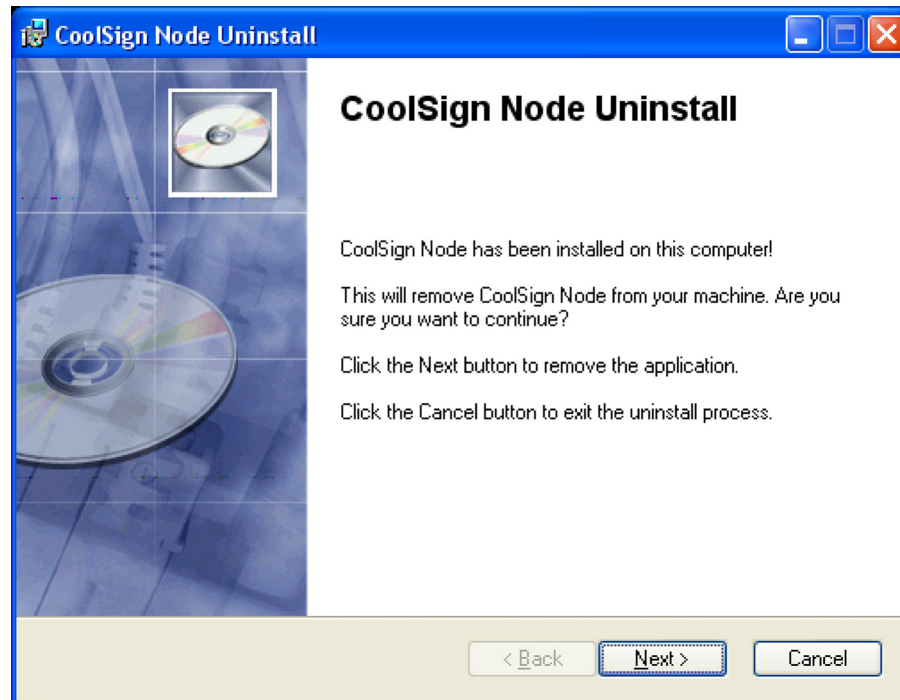 CoolSign Node Uninstall
CoolSign Node Uninstall
CoolSign Node has been installed on this computer!
This will remove CoolSign Node from your machine. Are you
sure you want to continue?
Click the Next button to remove the application.
Click the Cancel button to exit the uninstall process.
< Back
Next >
Cancel